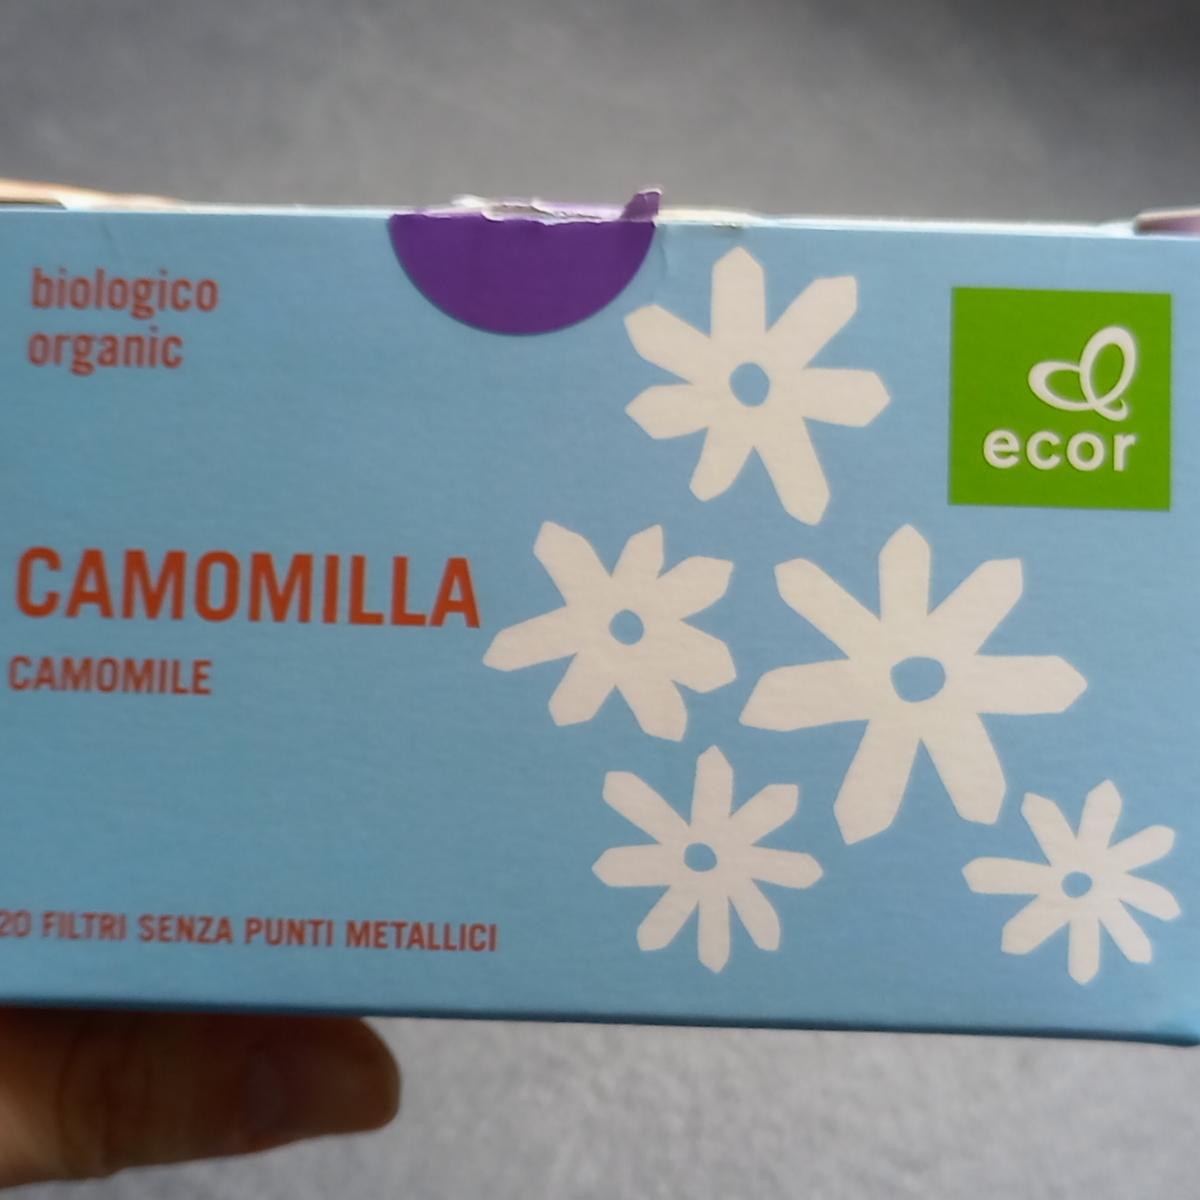 biologico
organic
ecor
CAMOMILLA
CAMOMILE
20 FILTRI SENZA PUNTI METALLICI